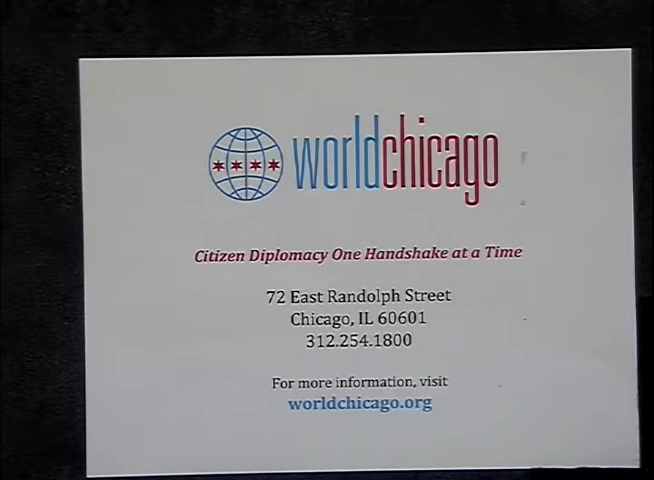 worldchicago
Citizen Diplomacy One Handshake at a Time
72 East Randolph Street
Chicago, IL 60601
312.254.1800
For more information, visit
worldchicago.org